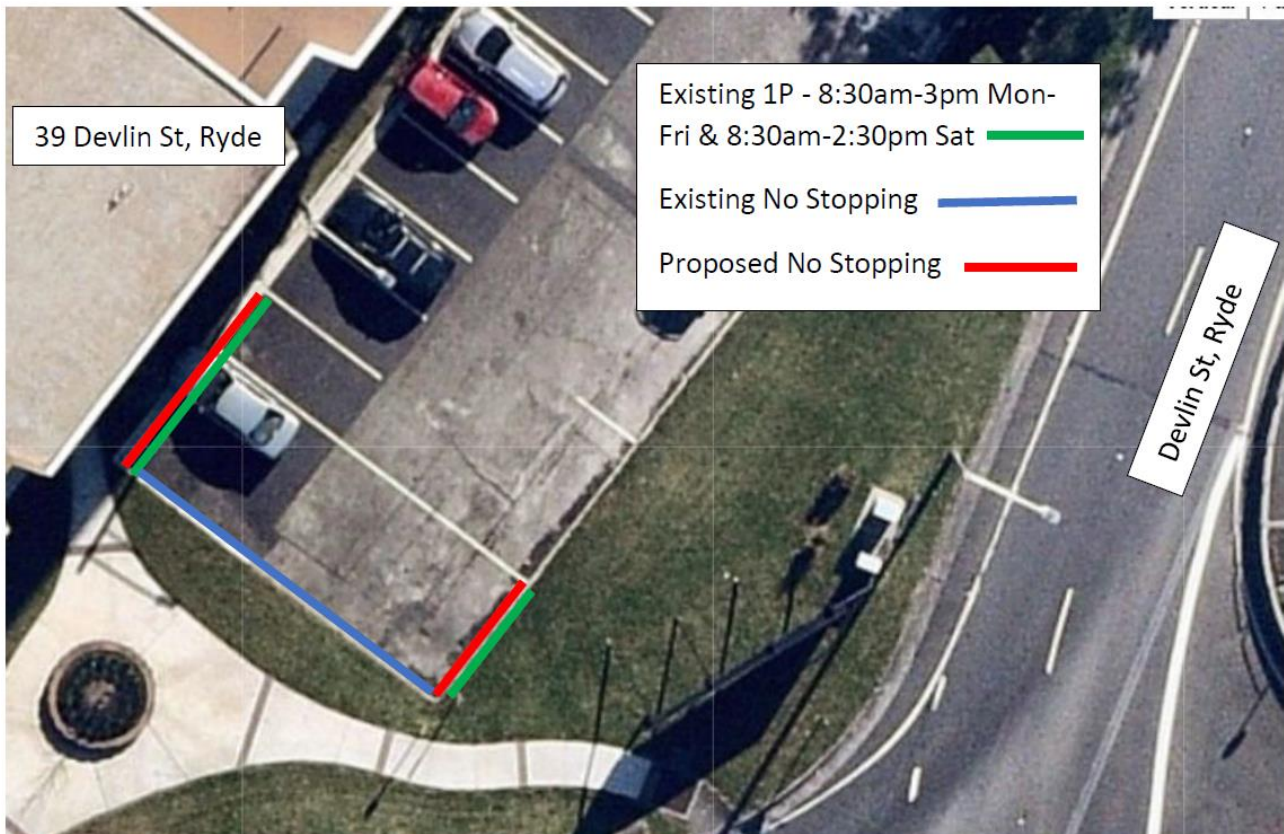 39 Devlin St, Ryde
Existing 1P - 8:30am-3pm Mon-
Fri & 8:30am-2:30pm Sat
Existing No Stopping
Proposed No Stopping
Devlin St, Ryde